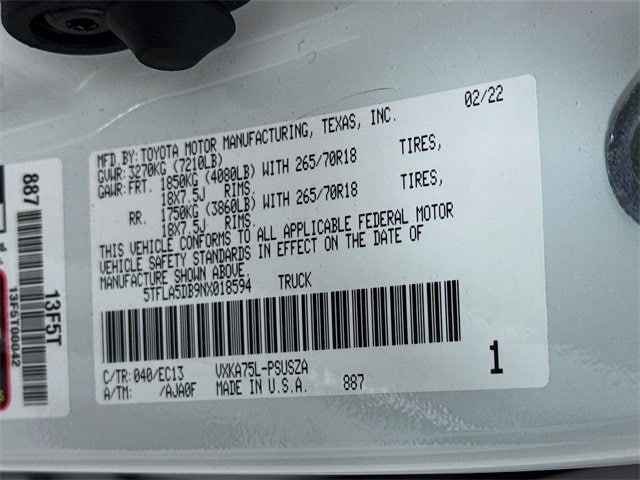 02/22
MFD.BY:TOYOTA MOTOR MANUFACTURING, TEXAS, INC.
GVWR: 3270KG (7210LB)
GAWR: FRT. 1850KG (4080LB) WITH 265/70R18 TIRES,
18X7.5J RIMS,
RR. 1750KG (3860LB) WITH 265/70R18 TIRES,
18X7.5J RIMS.
THIS VEHICLE CONFORMS TO ALL APPLICABLE FEDERAL MOTOR
VEHICLE SAFETY STANDARDS IN EFFECT ON THE DATE OF
MANUFACTURE SHOWN ABOVE.
5TFLA5DB9NX018594 TRUCK
C/TR: 040/EC13 VXKA75L-PSUSZA
A/TM: /AJA0F MADE IN U.S.A. 887
1
887
13F5T
13F5T00042